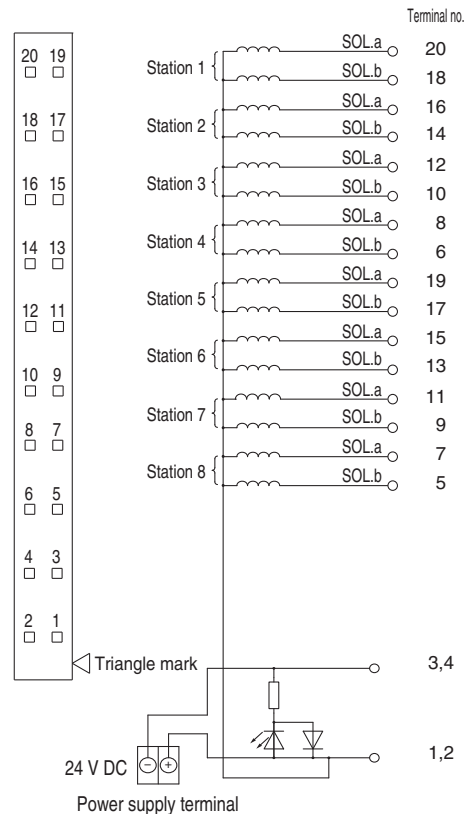 Terminal no.
20 19
18 17
16 15
14 13
12 11
10 9
8 7
6 5
4 3
2 1
Triangle mark
Station 1 SOL.a 20
SOL.b 18
Station 2 SOL.a 16
SOL.b 14
Station 3 SOL.a 12
SOL.b 10
Station 4 SOL.a 8
SOL.b 6
Station 5 SOL.a 19
SOL.b 17
Station 6 SOL.a 15
SOL.b 13
Station 7 SOL.a 11
SOL.b 9
Station 8 SOL.a 7
SOL.b 5
3,4
1,2
24 V DC − +
Power supply terminal